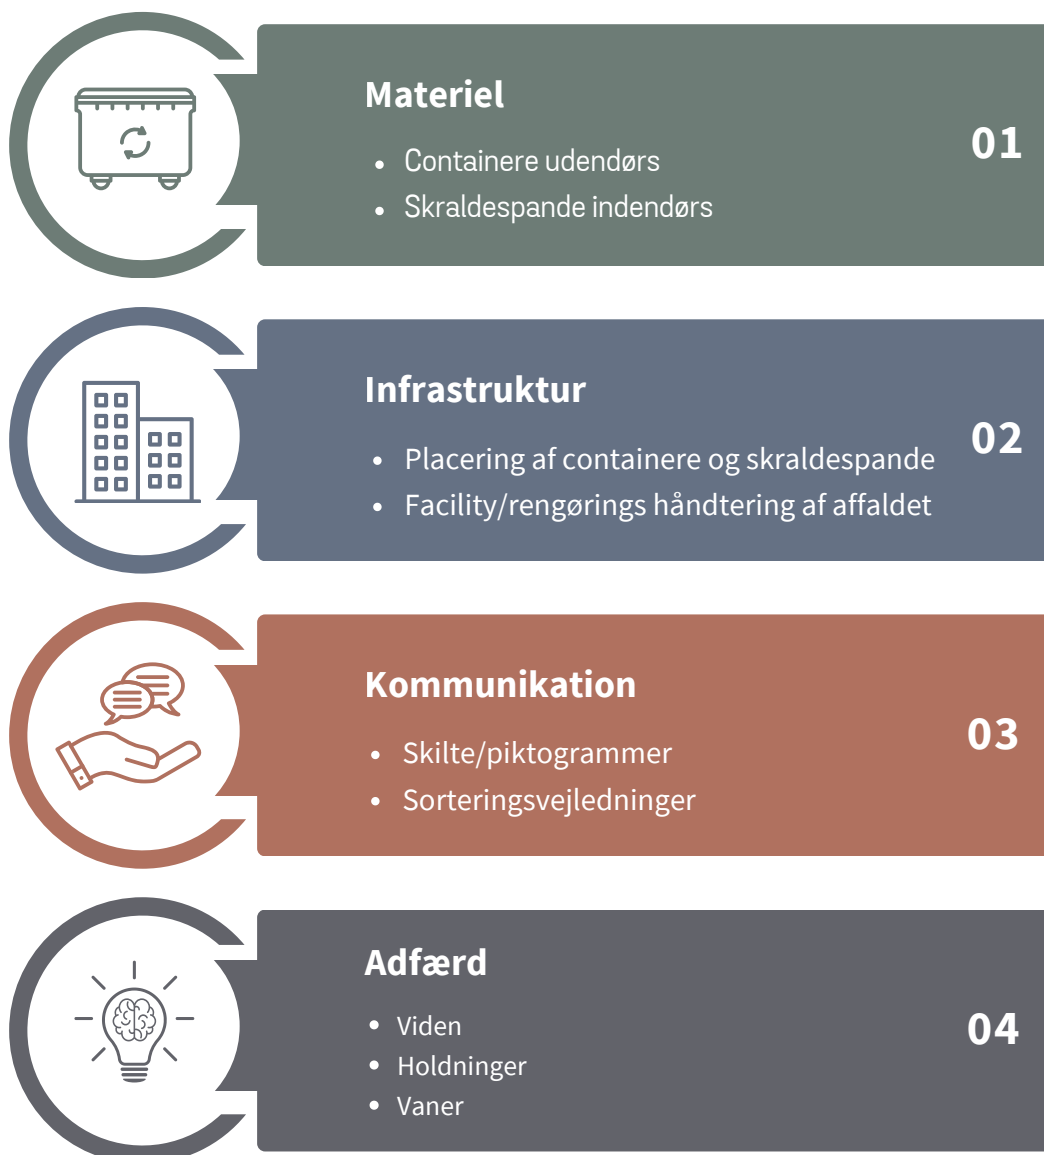 Materiel
• Containere udendørs
• Skraldespande indendørs
01
Infrastruktur
• Placering af containere og skraldespande
• Facility/rengørings håndtering af affaldet
02
Kommunikation
• Skilte/piktogrammer
• Sorteringsvejledninger
03
Adfærd
• Viden
• Holdninger
• Vaner
04